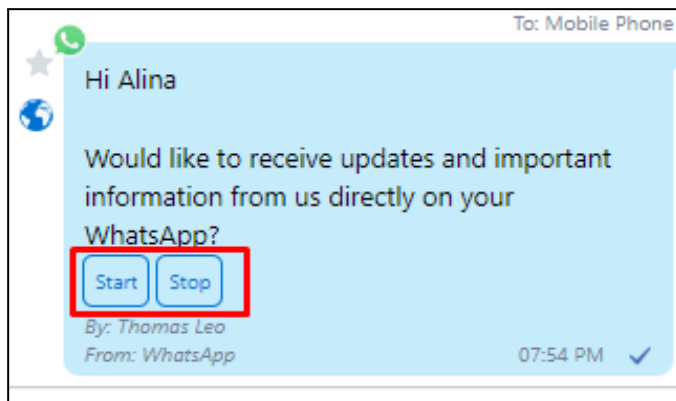 To: Mobile Phone
Hi Alina
Would like to receive updates and important
information from us directly on your
WhatsApp?
Start Stop
By: Thomas Leo
From: WhatsApp 07:54 PM